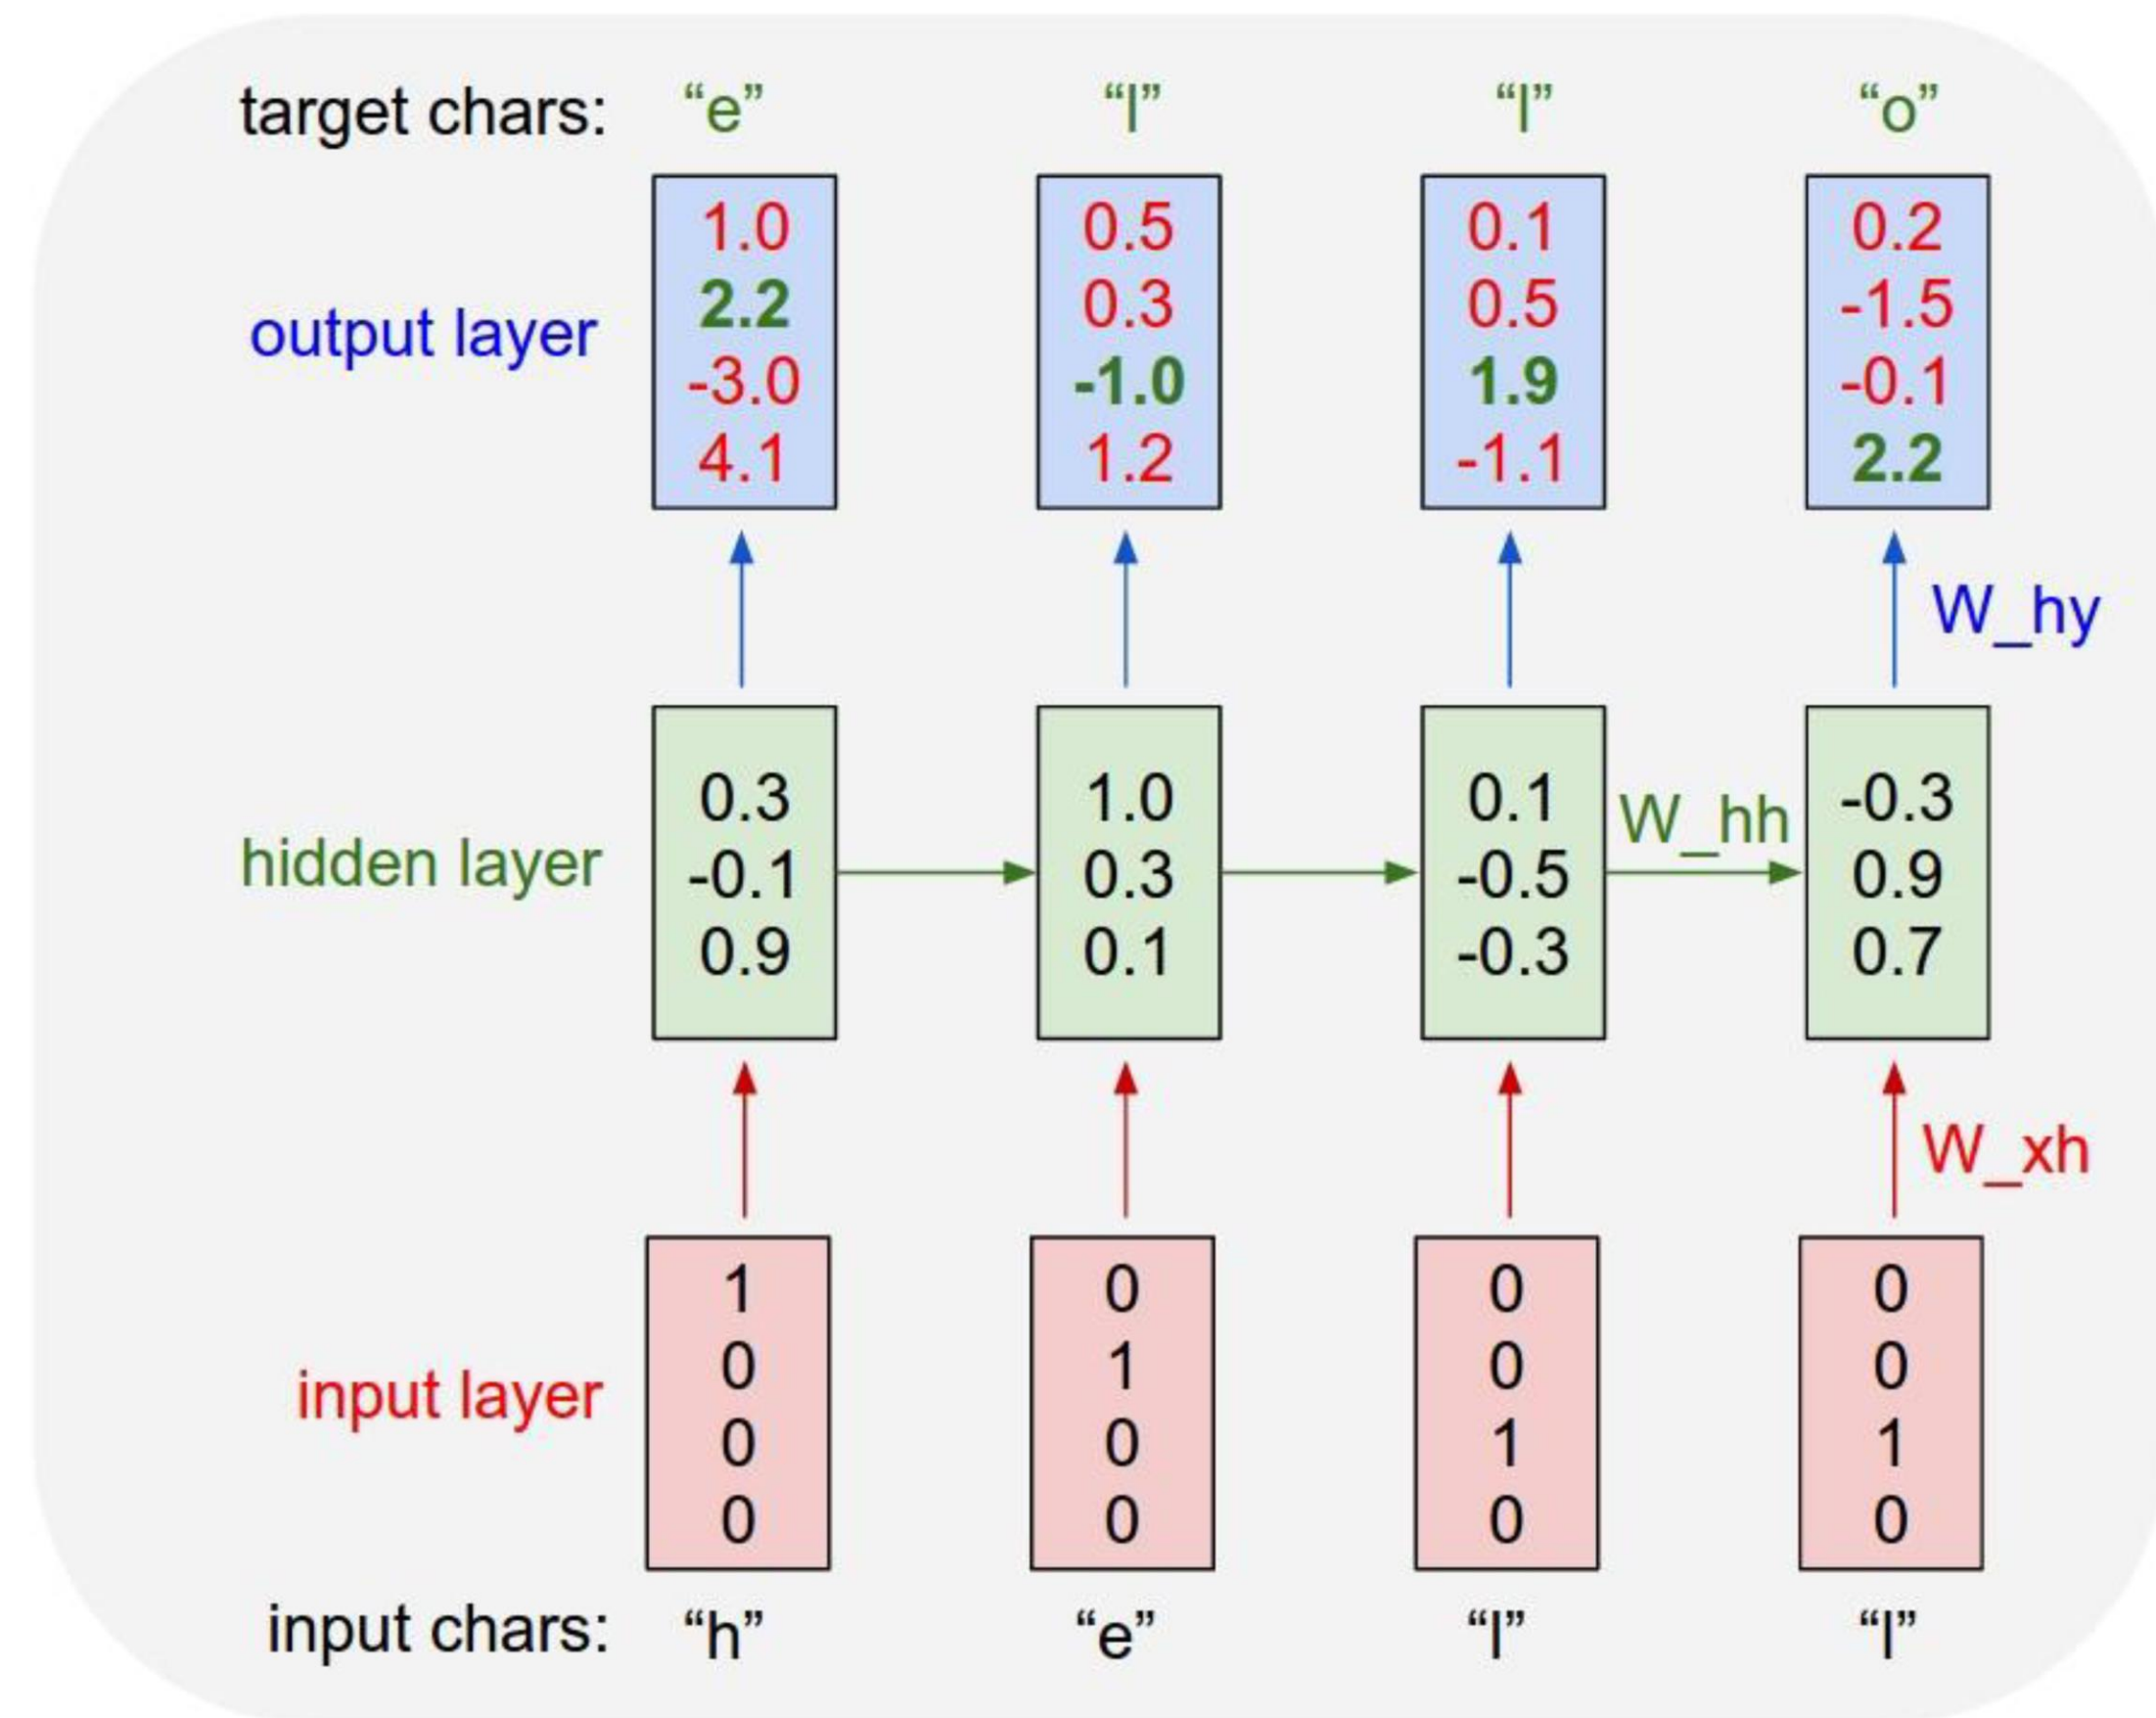 target chars: “e” “l” “l” “o”
1.0 0.5 0.1 0.2
2.2 0.3 0.5 -1.5
output layer
-3.0 -1.0 1.9 -0.1
4.1 1.2 -1.1 2.2
W_hy
0.3 1.0 0.1 -0.3
W_hh
hidden layer -0.1 0.3 -0.5 0.9
0.9 0.1 -0.3 0.7
W_xh
1 0 0 0
0 1 0 0
input layer
0 0 1 1
0 0 0 0
input chars: “h” “e” “l” “l”